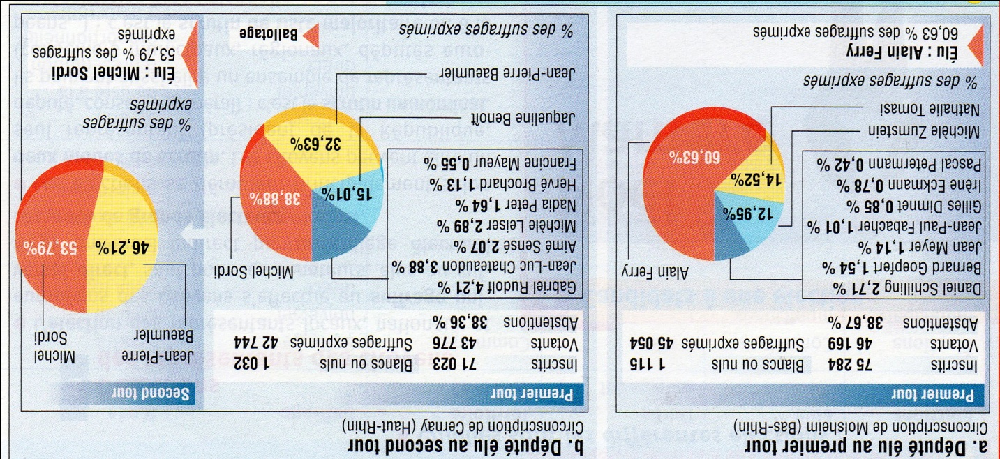 a. Député élu au premier tour
Circonscription de Molsheim (Bas-Rhin)
Premier tour
Inscrits 75 284 Blancs ou nuls 1 115
Votants 46 169 Suffrages exprimés 45 054
Abstentions 38,67 %
Daniel Schilling 2,71 %
Bernard Goepfert 1,54 %
Jean Meyer 1,14 %
Jean-Paul Fabacher 1,01 %
Gilles Dimnet 0,85 %
Irène Eckmann 0,78 %
Pascal Petermann 0,42 %
Alain Ferry
12,95%
14,52%
60,63%
Michèle Zumstein
Nathalie Tomasi
% des suffrages exprimés
Élu : Alain Ferry
60,63 % des suffrages exprimés
b. Député élu au second tour
Circonscription de Cernay (Haut-Rhin)
Premier tour
Inscrits 71 023 Blancs ou nuls 1 032
Votants 43 776 Suffrages exprimés 42 744
Abstentions 38,36 %
Gabriel Rudolf 4,21 %
Jean-Luc Chateaudon 3,88 %
Aimé Sensé 2,07 %
Michèle Leiser 2,89 %
Nadia Peter 1,64 %
Hervé Brochard 1,13 %
Francine Mayeur 0,55 %
Michel Sordi
15,01%
38,88%
32,63%
Jaqueline Benoît
Jean-Pierre Baeumler
% des suffrages exprimés
Ballotage
Second tour
Jean-Pierre Baeumler
Michel Sordi
46,21%
53,79%
% des suffrages exprimés
Élu : Michel Sordi
53,79 % des suffrages exprimés